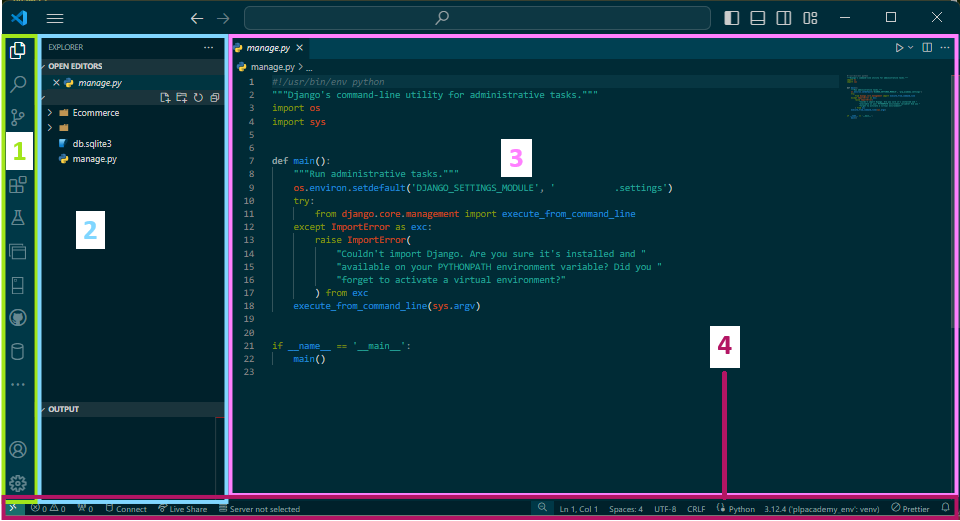 EXPLORER
OPEN EDITORS
manage.py
Ecommerce
db.sqlite3
manage.py
OUTPUT
1
2
3
4
manage.py
manage.py > ...
1 #!/usr/bin/env python
2 """Django's command-line utility for administrative tasks."""
3 import os
4 import sys
5
6
7 def main():
8 """Run administrative tasks."""
9 os.environ.setdefault('DJANGO_SETTINGS_MODULE', ' .settings')
10 try:
11 from django.core.management import execute_from_command_line
12 except ImportError as exc:
13 raise ImportError(
14 "Couldn't import Django. Are you sure it's installed and "
15 "available on your PYTHONPATH environment variable? Did you "
16 "forget to activate a virtual environment?"
17 ) from exc
18 execute_from_command_line(sys.argv)
19
20
21 if __name__ == '__main__':
22 main()
23
0 0 0 Connect Live Share Server not selected Ln 1, Col 1 Spaces: 4 UTF-8 CRLF Python 3.12.4 ('plpacademy_env': venv) Prettier